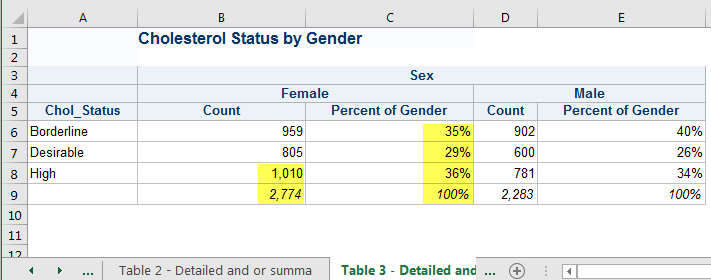 A B C D E
1 Cholesterol Status by Gender
2
3 Sex
4 Female Male
5 Chol_Status Count Percent of Gender Count Percent of Gender
6 Borderline 959 35% 902 40%
7 Desirable 805 29% 600 26%
8 High 1,010 36% 781 34%
9 2,774 100% 2,283 100%
10
11
12
... Table 2 - Detailed and or summa Table 3 - Detailed and ...